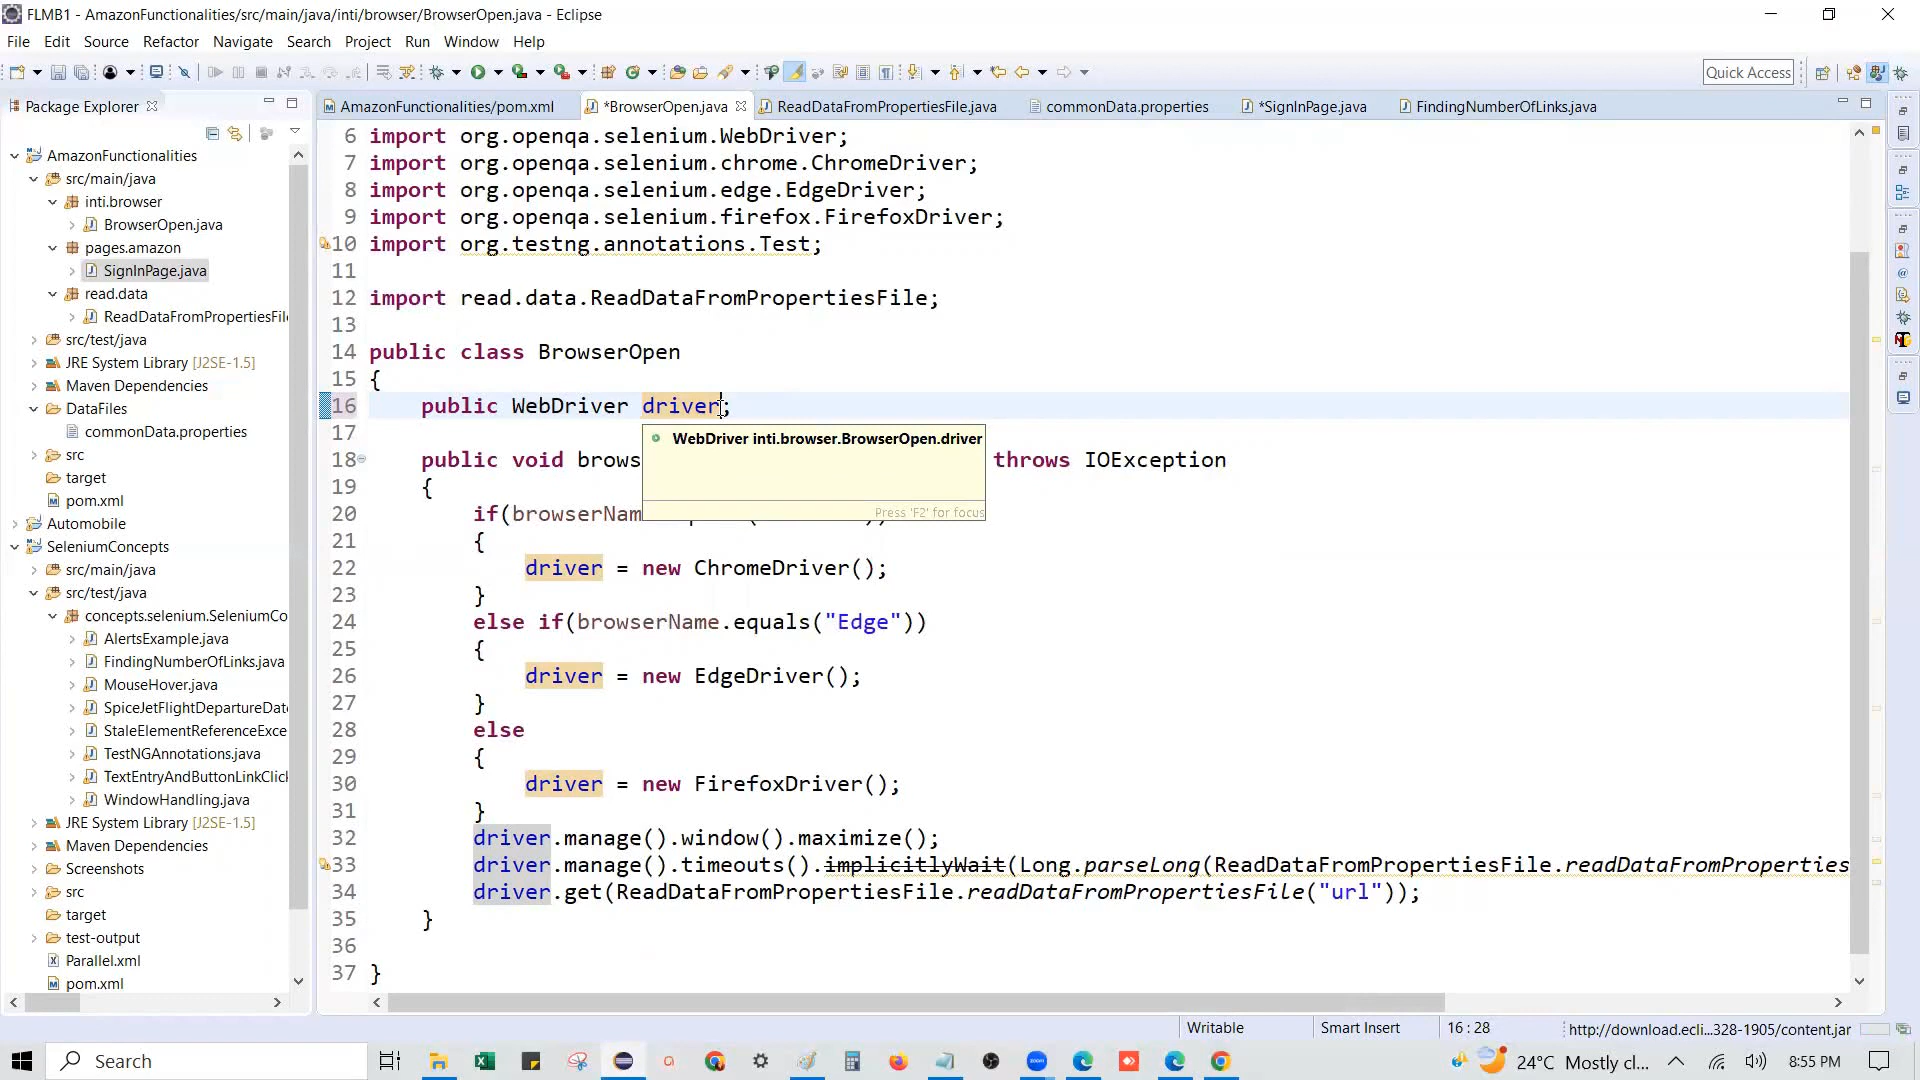 FLMB1 - AmazonFunctionalities/src/main/java/inti/browser/BrowserOpen.java - Eclipse
File Edit Source Refactor Navigate Search Project Run Window Help
Quick Access
Package Explorer
AmazonFunctionalities
src/main/java
inti.browser
BrowserOpen.java
pages.amazon
SignInPage.java
read.data
ReadDataFromPropertiesFil
src/test/java
JRE System Library [J2SE-1.5]
Maven Dependencies
DataFiles
commonData.properties
src
target
pom.xml
Automobile
SeleniumConcepts
src/main/java
src/test/java
concepts.selenium.SeleniumCo
AlertsExample.java
FindingNumberOfLinks.java
MouseHover.java
SpiceJetFlightDepartureDat
StaleElementReferenceExce
TestNGAnnotations.java
TextEntryAndButtonLinkClick
WindowHandling.java
JRE System Library [J2SE-1.5]
Maven Dependencies
Screenshots
src
target
test-output
Parallel.xml
pom.xml
AmazonFunctionalities/pom.xml *BrowserOpen.java ReadDataFromPropertiesFile.java commonData.properties *SignInPage.java FindingNumberOfLinks.java
6 import org.openqa.selenium.WebDriver;
7 import org.openqa.selenium.chrome.ChromeDriver;
8 import org.openqa.selenium.edge.EdgeDriver;
9 import org.openqa.selenium.firefox.FirefoxDriver;
10 import org.testng.annotations.Test;
11
12 import read.data.ReadDataFromPropertiesFile;
13
14 public class BrowserOpen
15 {
16 public WebDriver driver;
17
WebDriver inti.browser.BrowserOpen.driver
Press 'F2' for focus
18 public void brows throws IOException
19 {
20 if(browserNam
21 {
22 driver = new ChromeDriver();
23 }
24 else if(browserName.equals("Edge"))
25 {
26 driver = new EdgeDriver();
27 }
28 else
29 {
30 driver = new FirefoxDriver();
31 }
32 driver.manage().window().maximize();
33 driver.manage().timeouts().implicitlyWait(Long.parseLong(ReadDataFromPropertiesFile.readDataFromProperties
34 driver.get(ReadDataFromPropertiesFile.readDataFromPropertiesFile("url"));
35 }
36
37 }
Writable Smart Insert 16 : 28 http://download.ecli...328-1905/content.jar
Search 24°C Mostly cl... 8:55 PM